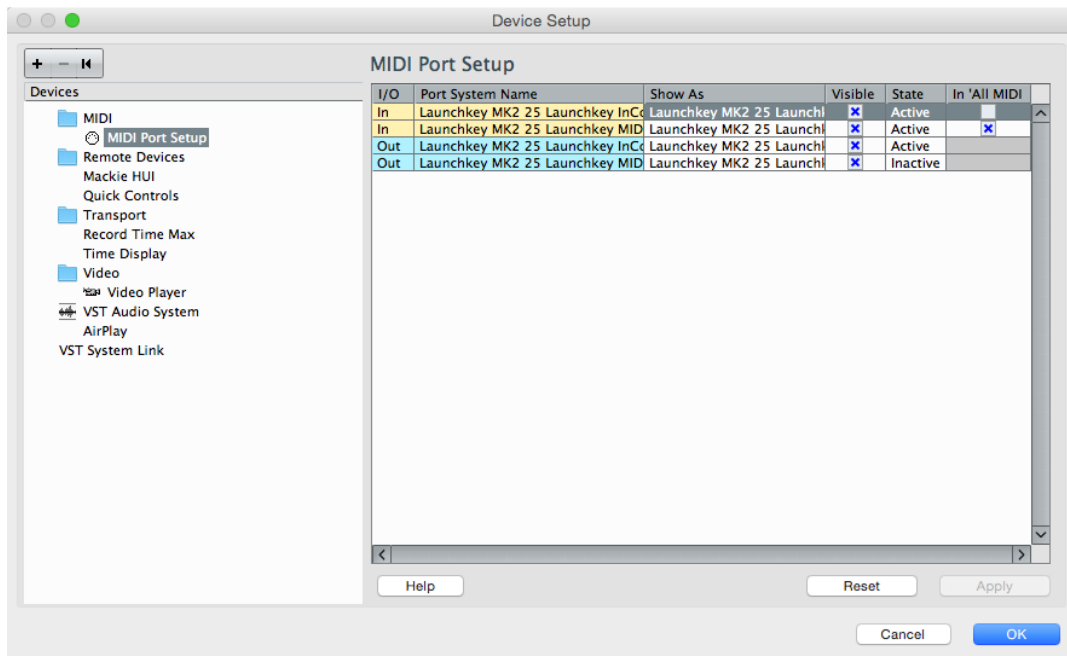 Device Setup
MIDI Port Setup
Devices
MIDI
MIDI Port Setup
Remote Devices
Mackie HUI
Quick Controls
Transport
Record Time Max
Time Display
Video
Video Player
VST Audio System
AirPlay
VST System Link
I/O Port System Name Show As Visible State In 'All MIDI
In Launchkey MK2 25 Launchkey InCo Launchkey MK2 25 Launchk Active
In Launchkey MK2 25 Launchkey MID Launchkey MK2 25 Launchk Active
Out Launchkey MK2 25 Launchkey InCo Launchkey MK2 25 Launchk Active
Out Launchkey MK2 25 Launchkey MID Launchkey MK2 25 Launchk Inactive
Help Reset Apply
Cancel OK